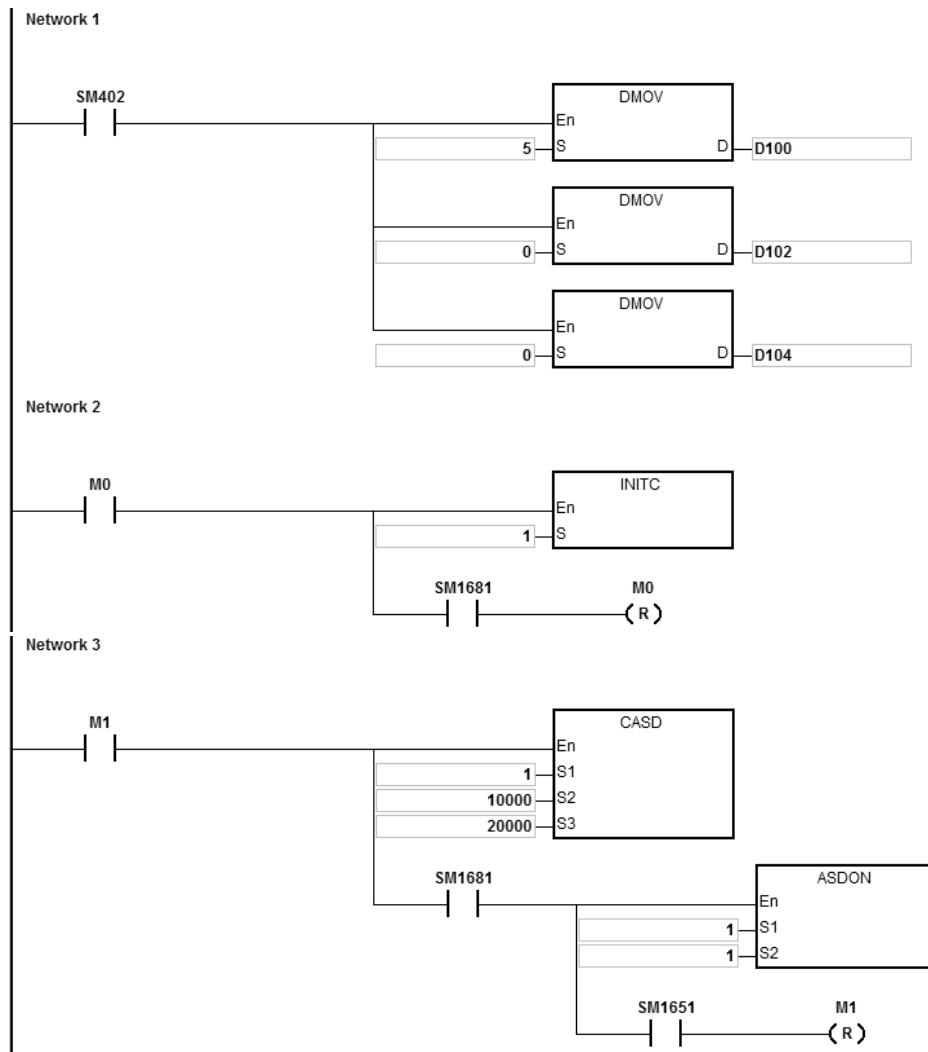 Network 1
SM402
DMOV
En
5 S D D100
DMOV
En
0 S D D102
DMOV
En
0 S D D104
Network 2
M0
INITC
En
1 S
SM1681 M0
R
Network 3
M1
CASD
En
1 S1
10000 S2
20000 S3
SM1681
ASDON
En
1 S1
1 S2
SM1651 M1
R